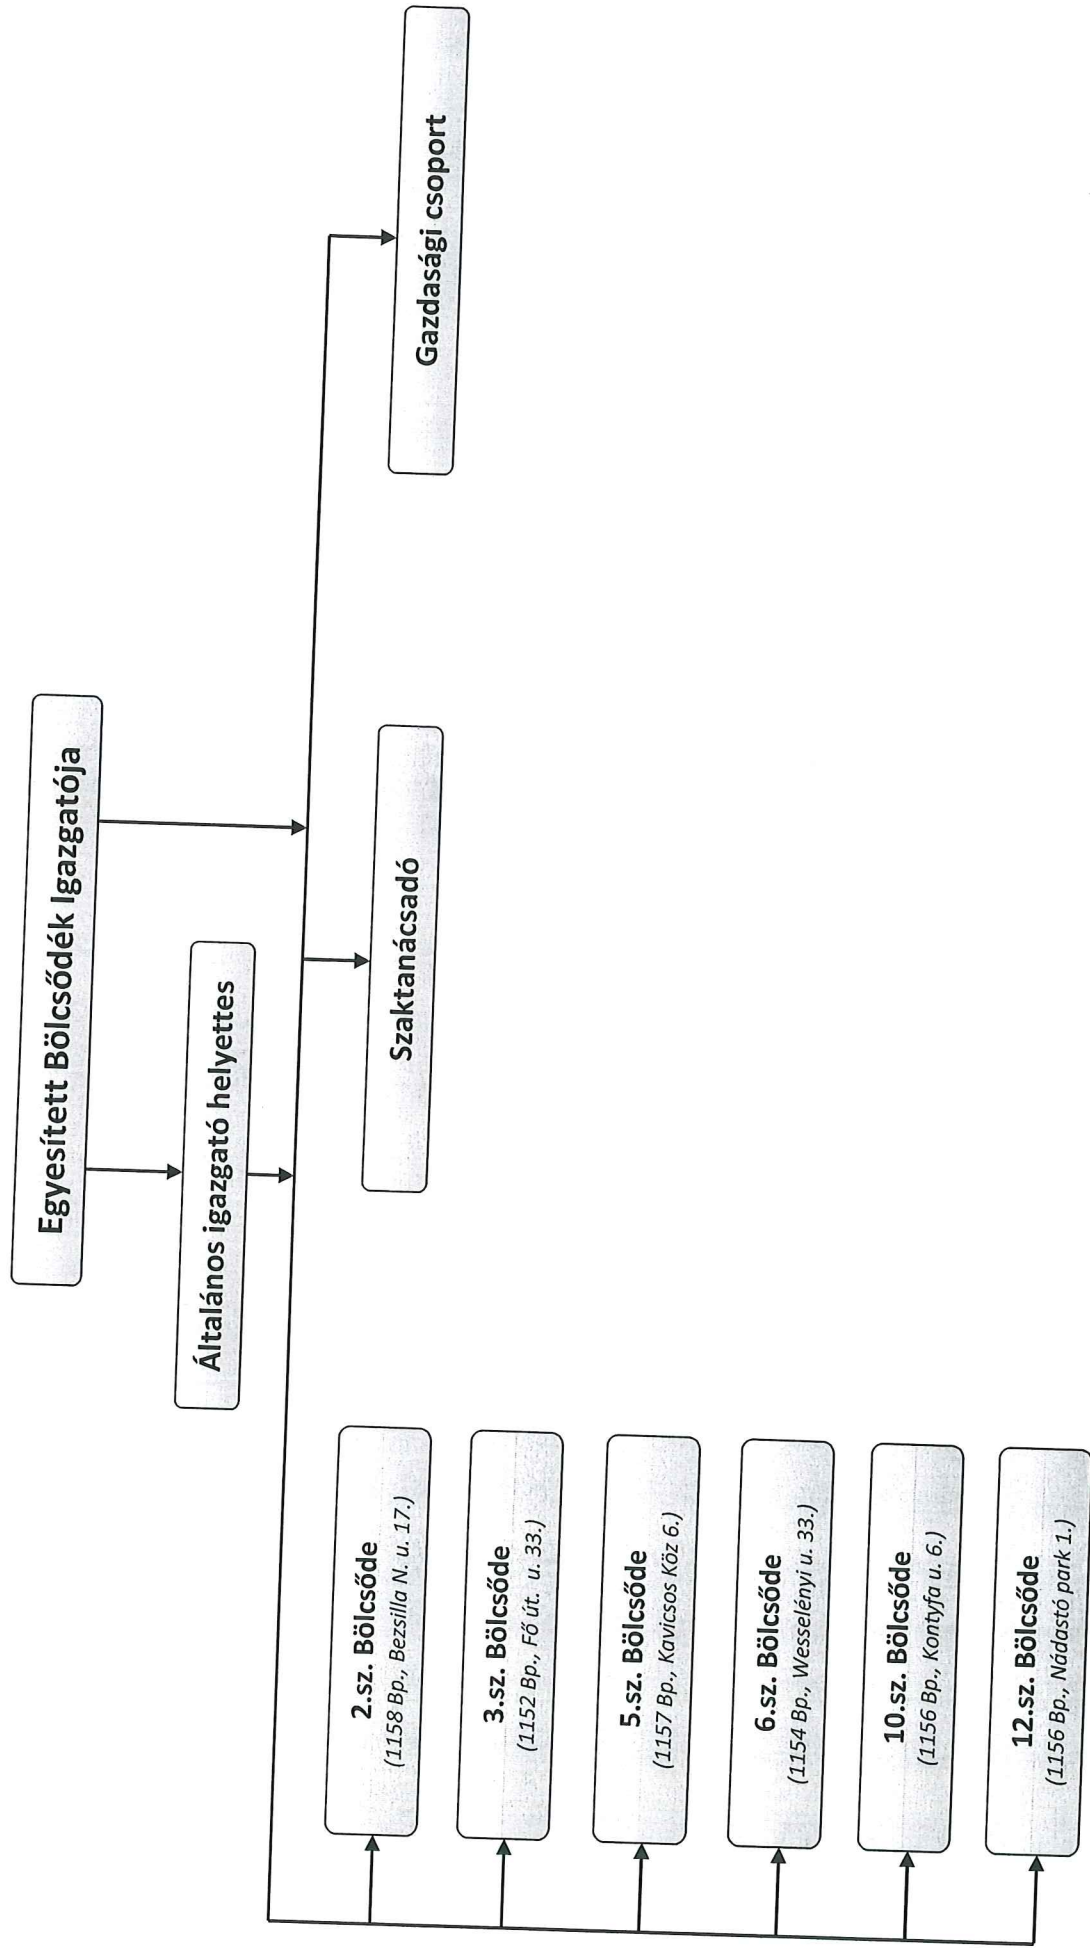 Egyesített Bölcsődék Igazgatója
Általános igazgató helyettes
Szaktanácsadó
Gazdasági csoport
2.sz. Bölcsőde
(1158 Bp., Bezsilla N. u. 17.)
3.sz. Bölcsőde
(1152 Bp., Fő út. u. 33.)
5.sz. Bölcsőde
(1157 Bp., Kavicsos Köz 6.)
6.sz. Bölcsőde
(1154 Bp., Wesselényi u. 33.)
10.sz. Bölcsőde
(1156 Bp., Kontyfa u. 6.)
12.sz. Bölcsőde
(1156 Bp., Nádastó park 1.)